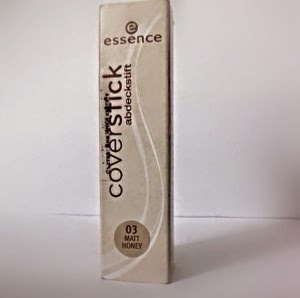 essence
coverstick
abdeckstift
03
MATT
HONEY